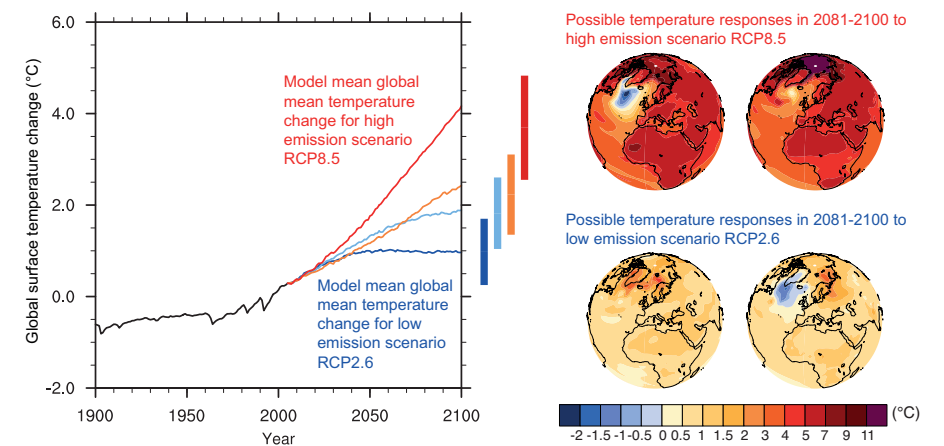 6.0
4.0
2.0
0.0
-2.0
Global surface temperature change (°C)
1900
1950
2000
2050
2100
Year
Model mean global
mean temperature
change for high
emission scenario
RCP8.5
Model mean global
mean temperature
change for low
emission scenario
RCP2.6
Possible temperature responses in 2081-2100 to
high emission scenario RCP8.5
Possible temperature responses in 2081-2100 to
low emission scenario RCP2.6
(°C)
-2 -1.5 -1 -0.5 0 0.5 1 1.5 2 3 4 5 7 9 11